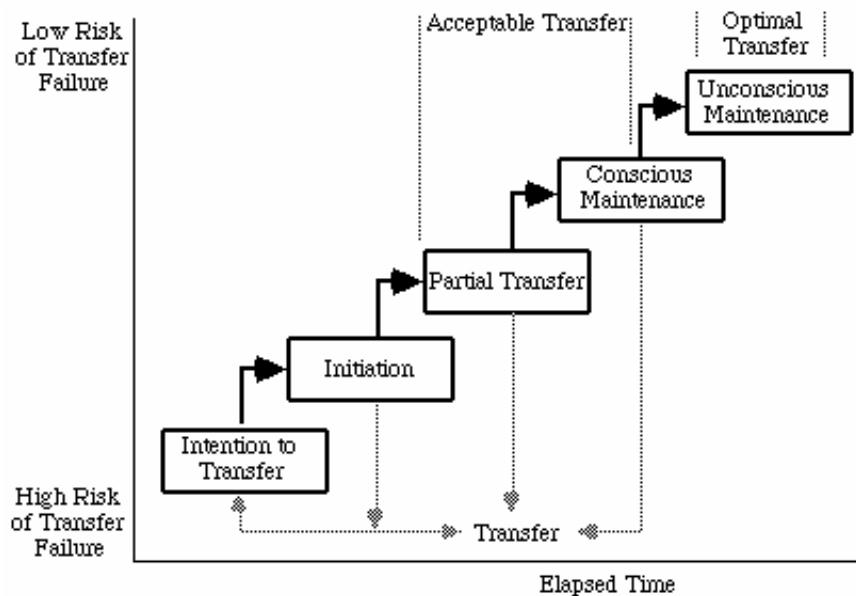 Low Risk
of Transfer
Failure
Acceptable Transfer
Optimal
Transfer
Unconscious
Maintenance
Conscious
Maintenance
Partial Transfer
Initiation
Intention to
Transfer
High Risk
of Transfer
Failure
Transfer
Elapsed Time